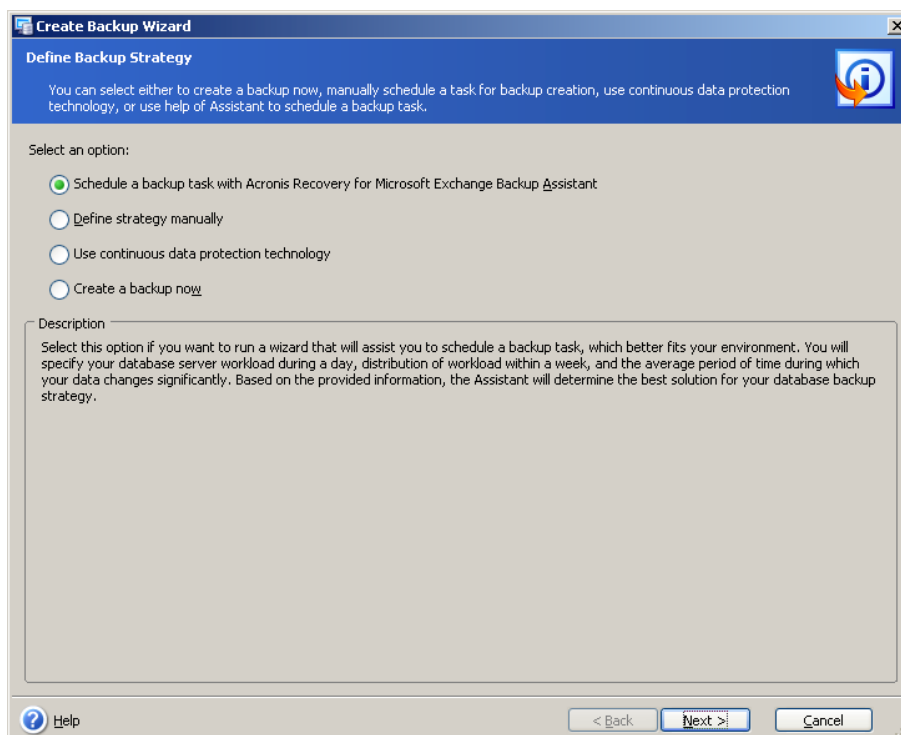 Create Backup Wizard
Define Backup Strategy
You can select either to create a backup now, manually schedule a task for backup creation, use continuous data protection
technology, or use help of Assistant to schedule a backup task.
Select an option:
Schedule a backup task with Acronis Recovery for Microsoft Exchange Backup Assistant
Define strategy manually
Use continuous data protection technology
Create a backup now
Description
Select this option if you want to run a wizard that will assist you to schedule a backup task, which better fits your environment. You will
specify your database server workload during a day, distribution of workload within a week, and the average period of time during which
your data changes significantly. Based on the provided information, the Assistant will determine the best solution for your database backup
strategy.
Help
< Back
Next >
Cancel